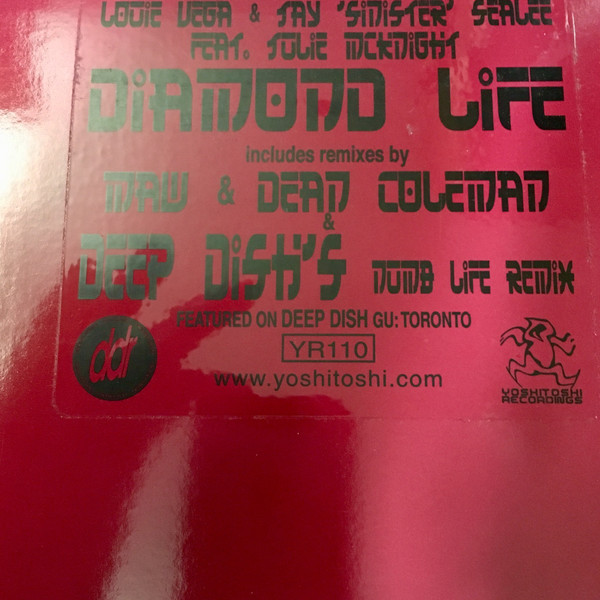 LOUIE VEGA & JAY 'SINISTER' SEALEE
FEAT. JULIE MCKNIGHT
DIAMOND LIFE
includes remixes by
MAW & DEAN COLEMAN
&
DEEP DISH'S DUMB LIFE REMIX
FEATURED ON DEEP DISH GU: TORONTO
YR110
www.yoshitoshi.com
ddr
YOSHITOSHI
RECORDINGS